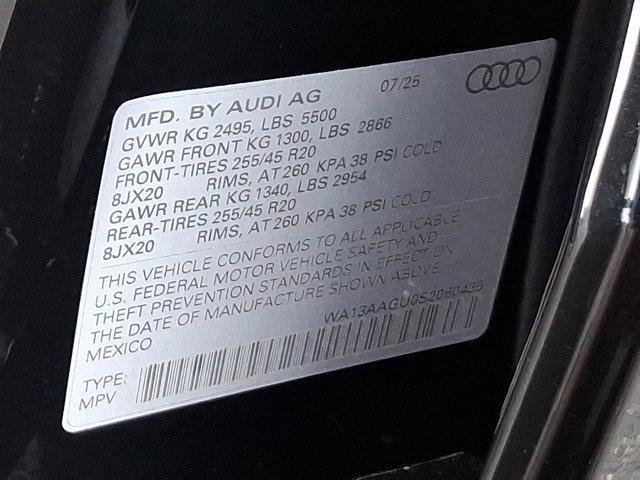 07/25
MFD. BY AUDI AG
GVWR KG 2495, LBS 5500
GAWR FRONT KG 1300, LBS 2866
FRONT-TIRES 255/45 R20
8JX20 RIMS, AT 260 KPA 38 PSI COLD
GAWR REAR KG 1340, LBS 2954
REAR-TIRES 255/45 R20
8JX20 RIMS, AT 260 KPA 38 PSI COLD
THIS VEHICLE CONFORMS TO ALL APPLICABLE
U.S. FEDERAL MOTOR VEHICLE SAFETY AND
THEFT PREVENTION STANDARDS IN EFFECT ON
THE DATE OF MANUFACTURE SHOWN ABOVE
MEXICO
WA13AAGU0S2060435
TYPE:
MPV